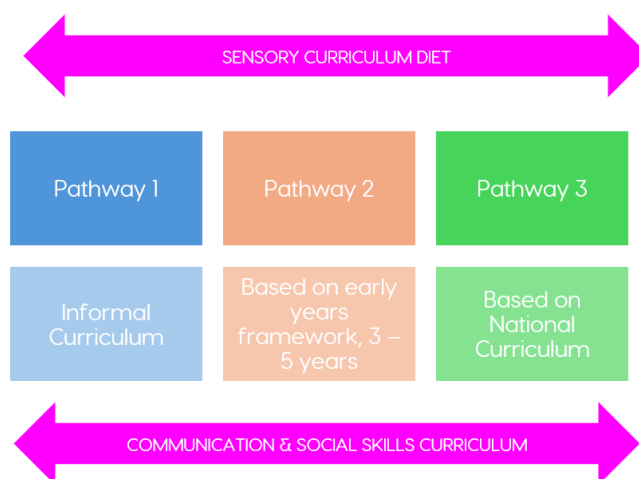 SENSORY CURRICULUM DIET
Pathway 1
Pathway 2
Pathway 3
Informal
Curriculum
Based on early
years
framework, 3 –
5 years
Based on
National
Curriculum
COMMUNICATION & SOCIAL SKILLS CURRICULUM